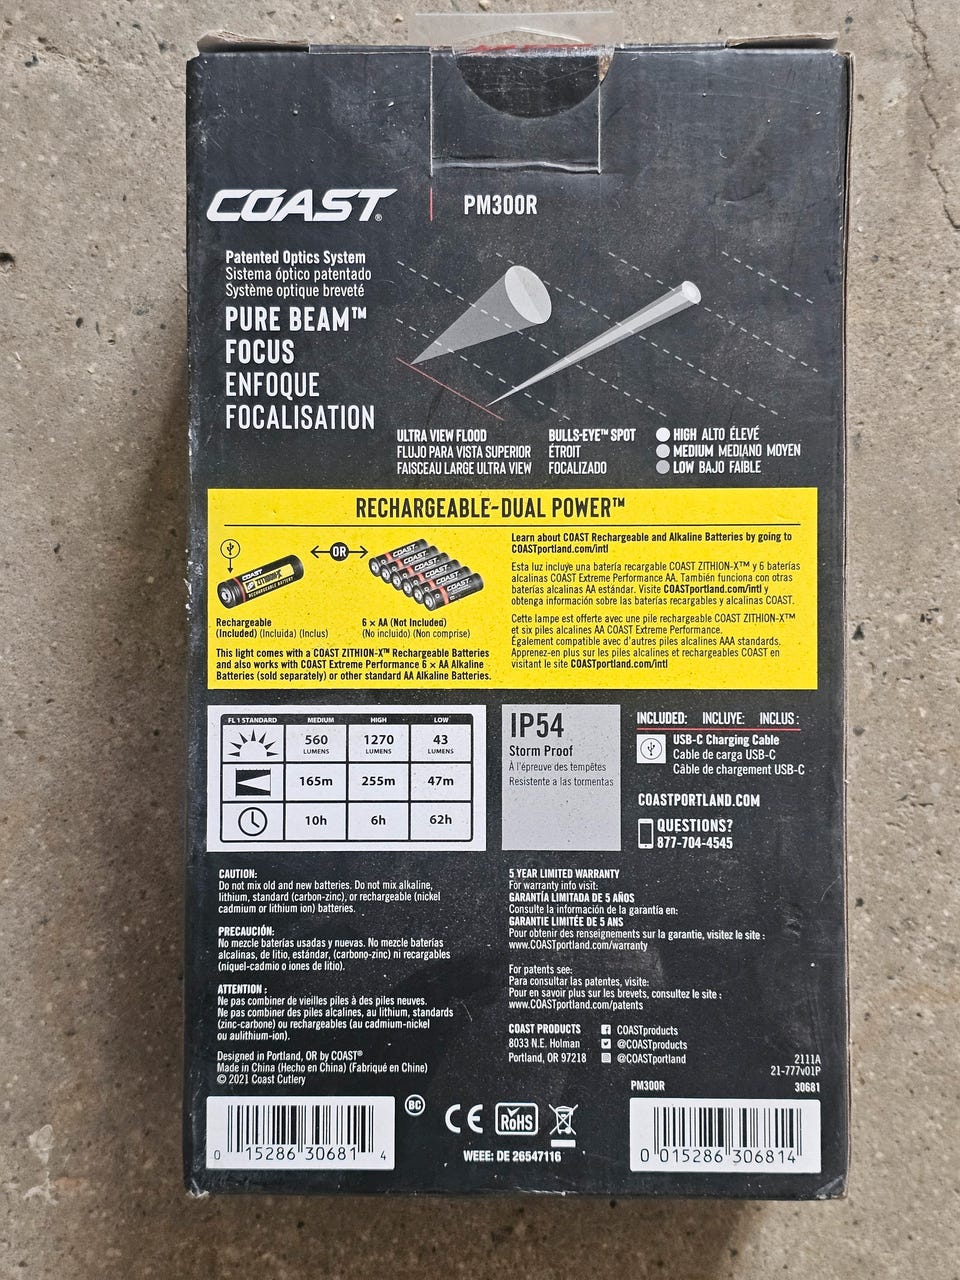 COAST®
PM300R
Patented Optics System
Sistema óptico patentado
Système optique breveté
PURE BEAM™
FOCUS
ENFOQUE
FOCALISATION
ULTRA VIEW FLOOD
FLUJO PARA VISTA SUPERIOR
FAISCEAU LARGE ULTRA VIEW
BULLS-EYE™ SPOT
ÉTROIT
FOCALIZADO
HIGH ALTO ÉLEVÉ
MEDIUM MEDIANO MOYEN
LOW BAJO FAIBLE
RECHARGEABLE-DUAL POWER™
OR
COAST
ZITHION-X
RECHARGEABLE BATTERY
Rechargeable
(Included) (Incluida) (Inclus)
6 × AA (Not Included)
(No incluido) (Non comprise)
This light comes with a COAST ZITHION-X™ Rechargeable Batteries
and also works with COAST Extreme Performance 6 × AA Alkaline
Batteries (sold separately) or other standard AA Alkaline Batteries.
Learn about COAST Rechargeable and Alkaline Batteries by going to
COASTportland.com/intl
Esta luz incluye una batería recargable COAST ZITHION-X™ y 6 baterías
alcalinas COAST Extreme Performance AA. También funciona con otras
baterías alcalinas AA estándar. Visite COASTportland.com/intl y
obtenga información sobre las baterías recargables y alcalinas COAST.
Cette lampe est offerte avec une pile rechargeable COAST ZITHION-X™
et six piles alcalines AA COAST Extreme Performance.
Également compatible avec d'autres piles alcalines AAA standards.
Apprenez-en plus sur les piles alcalines et rechargeables COAST en
visitant le site COASTportland.com/intl
FL 1 STANDARD MEDIUM HIGH LOW
560 LUMENS 1270 LUMENS 43 LUMENS
165m 255m 47m
10h 6h 62h
IP54
Storm Proof
À l'épreuve des tempêtes
Resistente a las tormentas
INCLUDED: INCLUYE: INCLUS:
USB-C Charging Cable
Cable de carga USB-C
Câble de chargement USB-C
COASTPORTLAND.COM
QUESTIONS?
877-704-4545
CAUTION:
Do not mix old and new batteries. Do not mix alkaline,
lithium, standard (carbon-zinc), or rechargeable (nickel
cadmium or lithium ion) batteries.
PRECAUCIÓN:
No mezcle baterías usadas y nuevas. No mezcle baterías
alcalinas, de litio, estándar, (carbono-zinc) ni recargables
(níquel-cadmio o iones de litio).
ATTENTION :
Ne pas combiner de vieilles piles à des piles neuves.
Ne pas combiner des piles alcalines, au lithium, standards
(zinc-carbone) ou rechargeables (au cadmium-nickel
ou aulithium-ion).
Designed in Portland, OR by COAST®
Made in China (Hecho en China) (Fabriqué en Chine)
© 2021 Coast Cutlery
5 YEAR LIMITED WARRANTY
For warranty info visit:
GARANTÍA LIMITADA DE 5 AÑOS
Consulte la información de la garantía en:
GARANTIE LIMITÉE DE 5 ANS
Pour obtenir des renseignements sur la garantie, visitez le site :
www.COASTportland.com/warranty
For patents see:
Para consultar las patentes, visite:
Pour en savoir plus sur les brevets, consultez le site :
www.COASTportland.com/patents
COAST PRODUCTS
8033 N.E. Holman
Portland, OR 97218
COASTproducts
@COASTproducts
@COASTportland
2111A
21-777v01P
PM300R 30681
0 15286 30681 4
BC
CE
RoHS
WEEE: DE 26547116
0 015286 306814